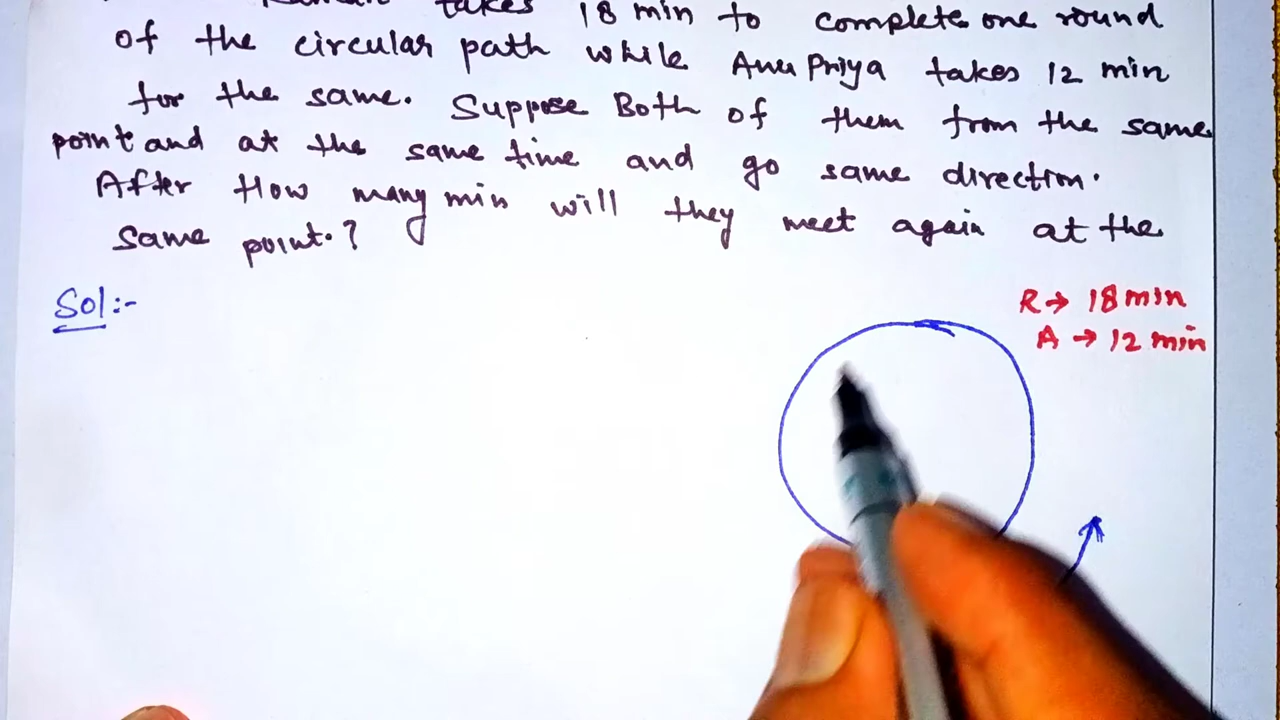 takes 18 min to complete one round
of the circular path while Anupriya takes 12 min
for the same. Suppose Both of them from the same
point and at the same time and go same direction.
After How many min will they meet again at the
same point.?
Sol:-
R→ 18 min
A → 12 min